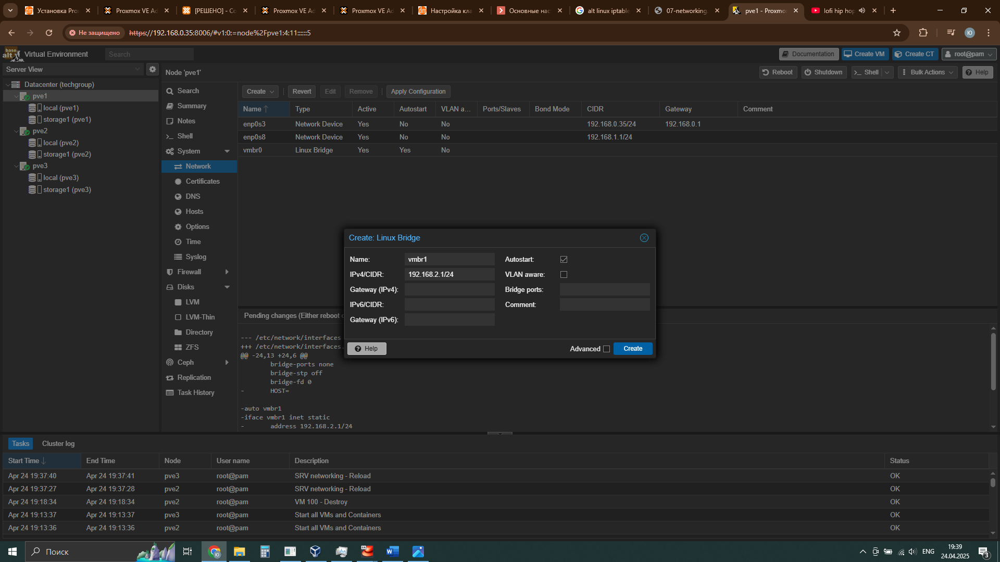 Установка Prox
Proxmox VE Ad
[РЕШЕНО] - Co
Proxmox VE Ad
Proxmox VE Ad
Настройка кла
Основные нас
alt linux iptable
07-networking.
pve1 - Proxmo
lofi hip hop
Не защищено
https://192.168.0.35:8006/#v1:0:=node%2Fpve1:4:11::::::5
Ю
base alt
Virtual Environment
Search
Documentation
Create VM
Create CT
root@pam
Server View
Node 'pve1'
Reboot
Shutdown
Shell
Bulk Actions
Help
Datacenter (techgroup)
pve1
local (pve1)
storage1 (pve1)
pve2
local (pve2)
storage1 (pve2)
pve3
local (pve3)
storage1 (pve3)
Search
Summary
Notes
Shell
System
Network
Certificates
DNS
Hosts
Options
Time
Syslog
Firewall
Disks
LVM
LVM-Thin
Directory
ZFS
Ceph
Replication
Task History
Create
Revert
Edit
Remove
Apply Configuration
Name Type Active Autostart VLAN a... Ports/Slaves Bond Mode CIDR Gateway Comment
enp0s3 Network Device Yes No No 192.168.0.35/24 192.168.0.1
enp0s8 Network Device Yes No No 192.168.1.1/24
vmbr0 Linux Bridge Yes Yes No
Create: Linux Bridge
Name: vmbr1 Autostart:
IPv4/CIDR: 192.168.2.1/24 VLAN aware:
Gateway (IPv4): Bridge ports:
IPv6/CIDR: Comment:
Gateway (IPv6):
Help Advanced Create
Pending changes (Either reboot
--- /etc/network/interfaces
+++ /etc/network/interfaces.
@@ -24,13 +24,6 @@
bridge-ports none
bridge-stp off
bridge-fd 0
- HOST=
-auto vmbr1
-iface vmbr1 inet static
- address 192.168.2.1/24
Tasks Cluster log
Start Time End Time Node User name Description Status
Apr 24 19:37:40 Apr 24 19:37:41 pve3 root@pam SRV networking - Reload OK
Apr 24 19:37:27 Apr 24 19:37:28 pve2 root@pam SRV networking - Reload OK
Apr 24 19:18:34 Apr 24 19:18:34 pve2 root@pam VM 100 - Destroy OK
Apr 24 19:13:37 Apr 24 19:13:37 pve3 root@pam Start all VMs and Containers OK
Apr 24 19:13:36 Apr 24 19:13:36 pve2 root@pam Start all VMs and Containers OK
Поиск
ENG
19:39
24.04.2025
3